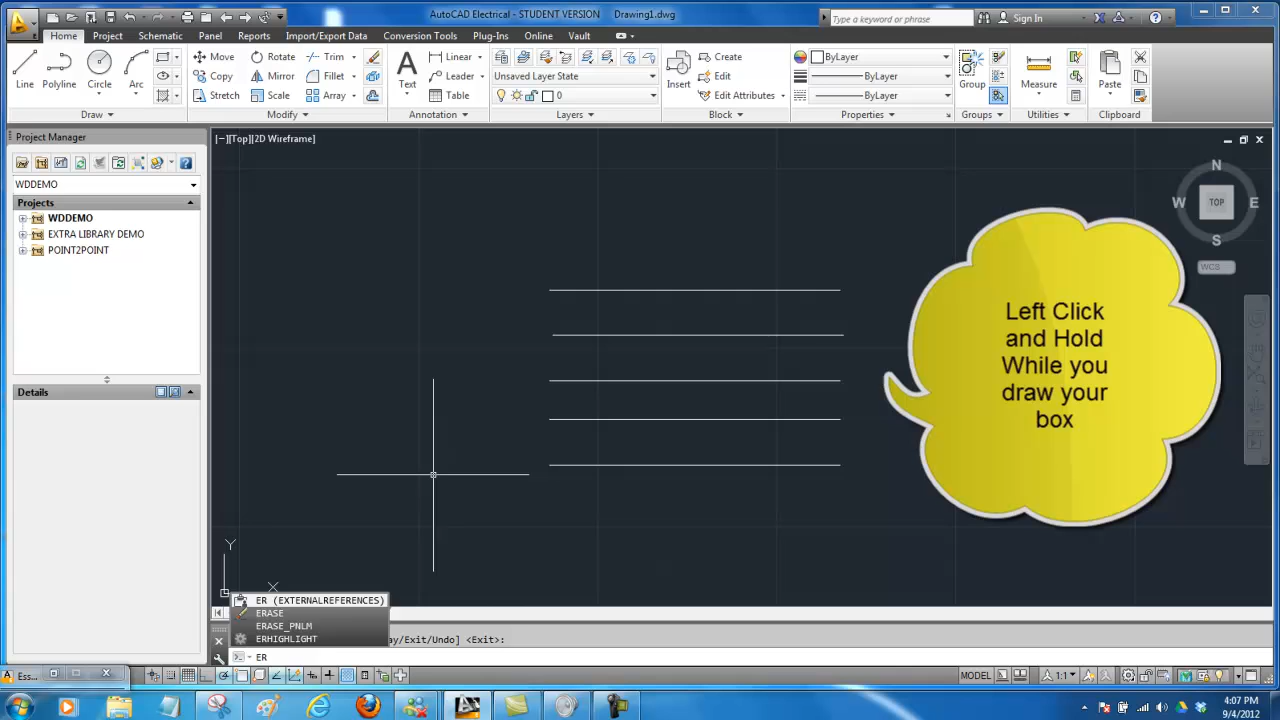 AutoCAD Electrical - STUDENT VERSION Drawing1.dwg
Type a keyword or phrase
Sign In
Home Project Schematic Panel Reports Import/Export Data Conversion Tools Plug-Ins Online Vault
Line
Polyline
Circle
Arc
Draw
Move
Copy
Stretch
Rotate
Mirror
Scale
Trim
Fillet
Array
Modify
Text
Linear
Leader
Table
Annotation
Unsaved Layer State
0
Layers
Insert
Create
Edit
Edit Attributes
Block
ByLayer
ByLayer
ByLayer
Properties
Group
Groups
Measure
Utilities
Paste
Clipboard
Project Manager
WDDEMO
Projects
WDDEMO
EXTRA LIBRARY DEMO
POINT2POINT
Details
[−][Top][2D Wireframe]
N
W TOP E
S
WCS
Left Click
and Hold
While you
draw your
box
Y
X
ER (EXTERNALREFERENCES)
ERASE
ERASE_PNLM
ERHIGHLIGHT
ay/Exit/Undo] <Exit>:
ER
Ess...
MODEL
1:1
4:07 PM
9/4/2012